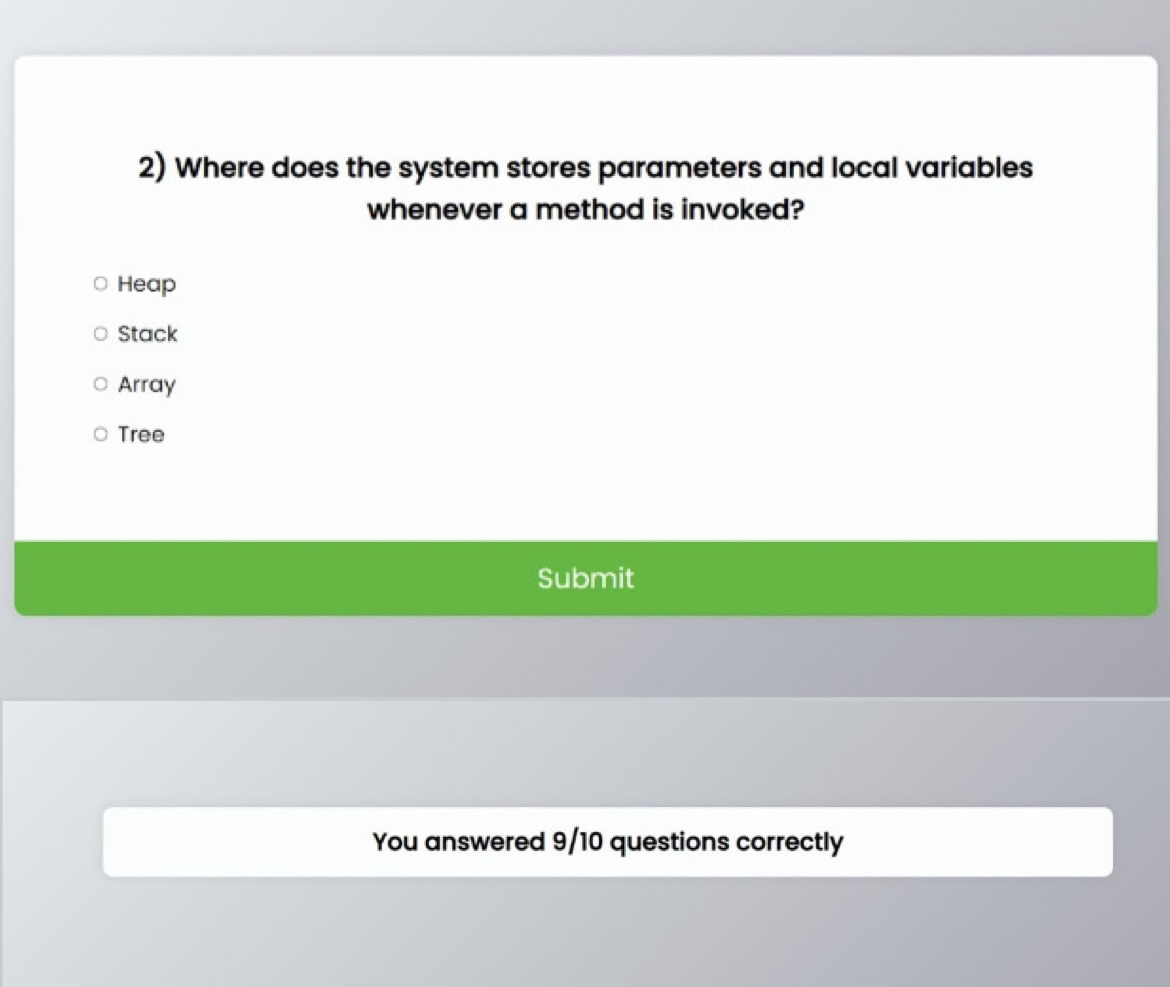 2) Where does the system stores parameters and local variables
whenever a method is invoked?
Heap
Stack
Array
Tree
Submit
You answered 9/10 questions correctly